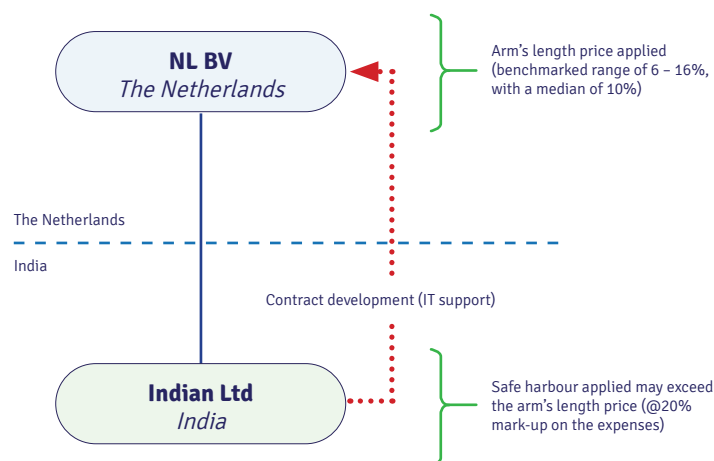 NL BV
The Netherlands
Arm’s length price applied
(benchmarked range of 6 – 16%,
with a median of 10%)
The Netherlands
India
Contract development (IT support)
Indian Ltd
India
Safe harbour applied may exceed
the arm’s length price (@20%
mark-up on the expenses)